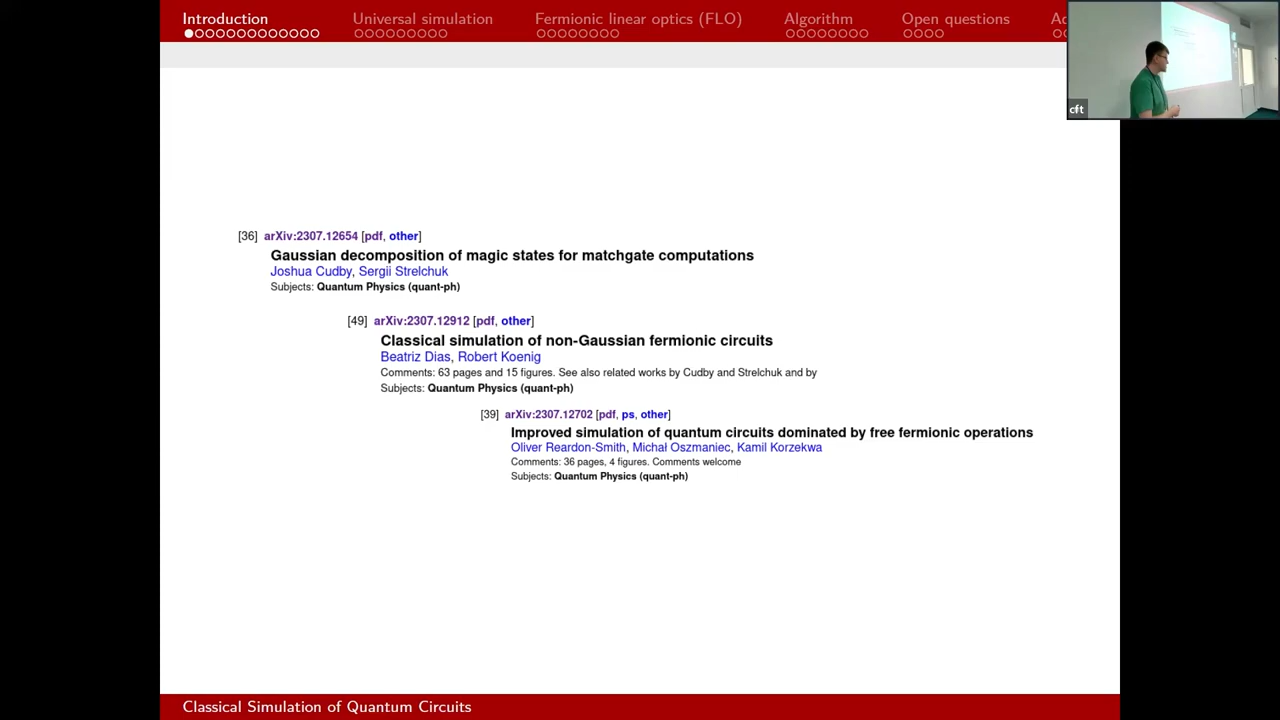 Introduction
Universal simulation
Fermionic linear optics (FLO)
Algorithm
Open questions
cft
[36] arXiv:2307.12654 [pdf, other]
Gaussian decomposition of magic states for matchgate computations
Joshua Cudby, Sergii Strelchuk
Subjects: Quantum Physics (quant-ph)
[49] arXiv:2307.12912 [pdf, other]
Classical simulation of non-Gaussian fermionic circuits
Beatriz Dias, Robert Koenig
Comments: 63 pages and 15 figures. See also related works by Cudby and Strelchuk and by
Subjects: Quantum Physics (quant-ph)
[39] arXiv:2307.12702 [pdf, ps, other]
Improved simulation of quantum circuits dominated by free fermionic operations
Oliver Reardon-Smith, Michał Oszmaniec, Kamil Korzekwa
Comments: 36 pages, 4 figures. Comments welcome
Subjects: Quantum Physics (quant-ph)
Classical Simulation of Quantum Circuits